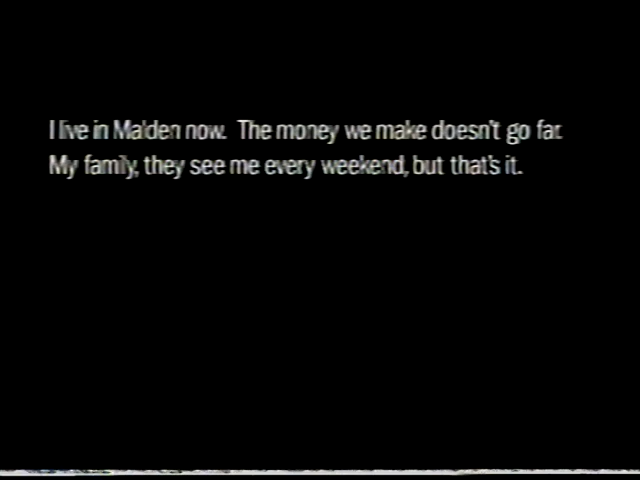 I live in Malden now. The money we make doesn't go far.
My family, they see me every weekend, but that's it.